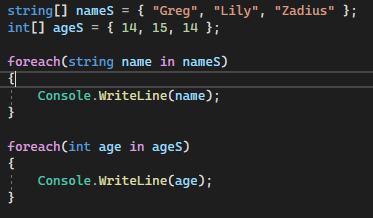 string[] nameS = { "Greg", "Lily", "Zadius" };
int[] ageS = { 14, 15, 14 };
foreach(string name in nameS)
{
Console.WriteLine(name);
}
foreach(int age in ageS)
{
Console.WriteLine(age);
}